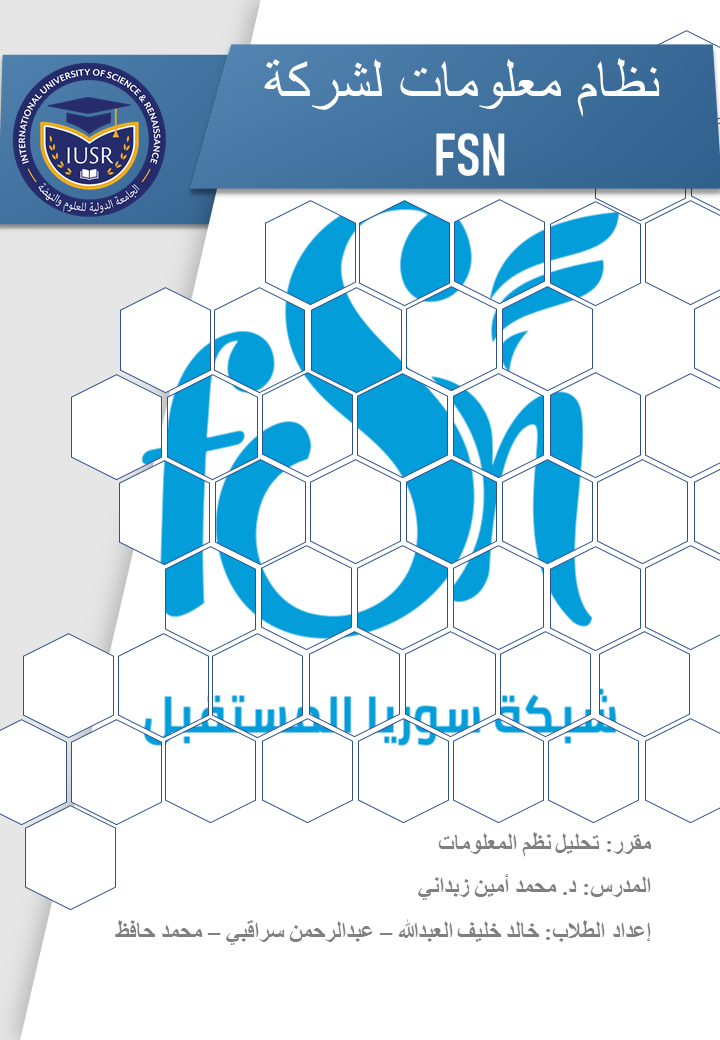 نظام معلومات لشركة
FSN
INTERNATIONAL UNIVERSITY OF SCIENCE & RENAISSANCE
IUSR
الجامعة الدولية للعلوم والنهضة
fsn
شبكة سوريا المستقبل
مقرر: تحليل نظم المعلومات
المدرس: د. محمد أمين زبداني
إعداد الطلاب: خالد خليف العبدالله – عبدالرحمن سراقبي – محمد حافظ